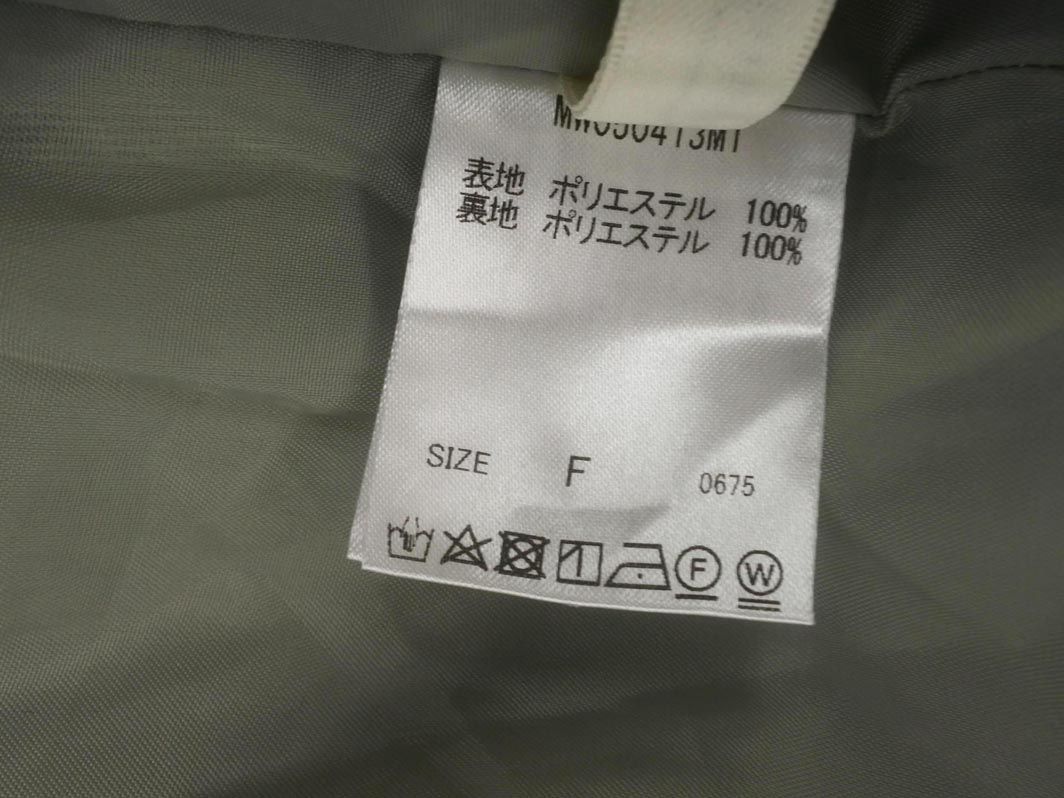 MW050413MT
表地 ポリエステル 100%
裏地 ポリエステル 100%
SIZE F 0675
F W